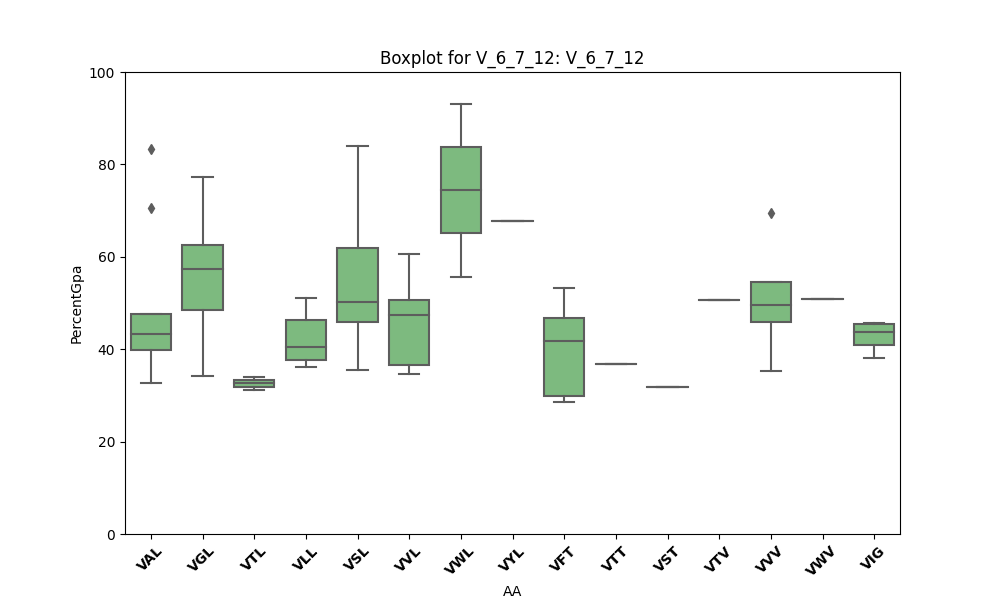 Boxplot for V_6_7_12: V_6_7_12
100
80
60
40
20
0
PercentGpa
VAL VGL VTL VLL VSL VVL VWL VYL VFT VTT VST VTV VVV VWV VIG
AA